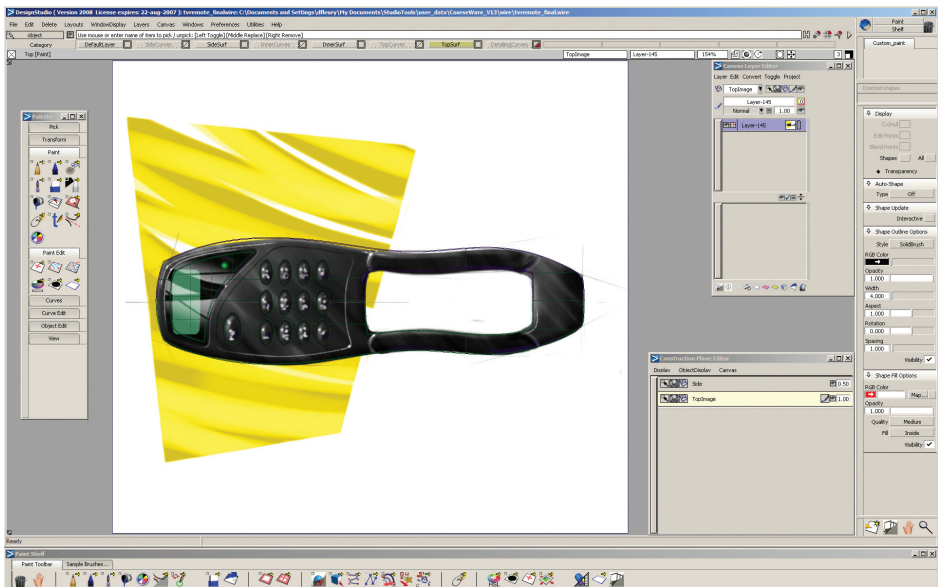 DesignStudio ( Version 2008 License expires: 22-aug-2007 ): tvremote_finalwire: C:\Documents and Settings\dfleury\My Documents\StudioTools\user_data\CourseWare_V13\wire\tvremote_final.wire
File Edit Delete Layouts WindowDisplay Layers Canvas Windows Preferences Utilities Help
object Use mouse or enter name of item to pick / unpick: [Left Toggle][Middle Replace][Right Remove]
Category DefaultLayer SideCurves SideSurf InnerCurves InnerSurf TopCurves TopSurf DetailingCurves
Top [Paint] TopImage Layer-145 154% 3
Paint
Shelf
Custom_paint
Palette
Pick
Transform
Paint
Paint Edit
Curves
Curve Edit
Object Edit
View
Canvas Layer Editor
Layer Edit Convert Toggle Project
TopImage
Layer-145
Normal 1.00
Layer-145
Construction Plane Editor
Display ObjectDisplay Canvas
Side 0.50
TopImage 1.00
Display
Cv/Hull
Edit Points
Blend Points
Shapes All
Transparency
Auto-Shape
Type Off
Shape Update
Interactive
Shape Outline Options
Style SolidBrush
RGB Color
Opacity
1.000
Width
4.000
Aspect
1.000
Rotation
0.000
Spacing
1.000
Visibility
Shape Fill Options
RGB Color
Map...
Opacity
1.000
Quality Medium
Fill Inside
Visibility
Ready
Paint Shelf
Paint Toolbar Sample Brushes...